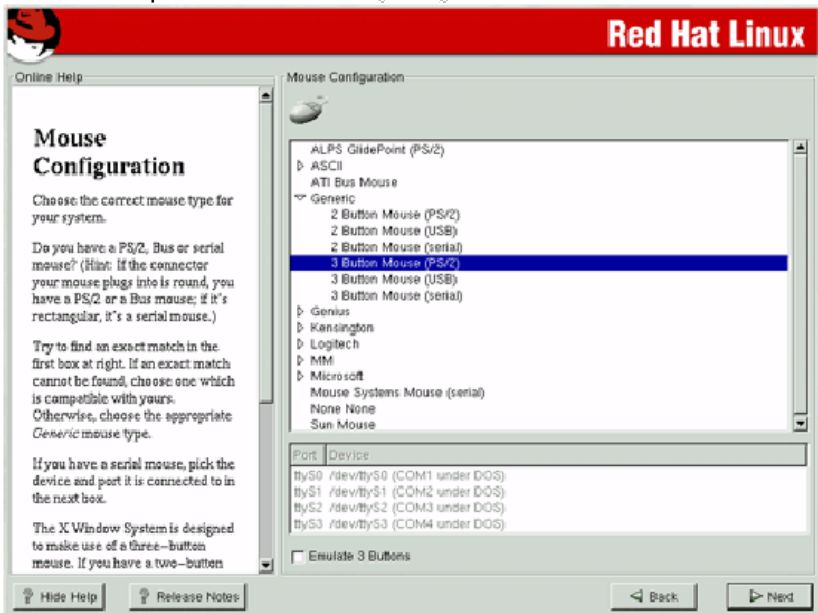 Red Hat Linux
Online Help
Mouse
Configuration
Choose the correct mouse type for
your system.
Do you have a PS/2, Bus or serial
mouse? (Hint: If the connector
your mouse plugs into is round, you
have a PS/2 or a Bus mouse; if it's
rectangular, it's a serial mouse.)
Try to find an exact match in the
first box at right. If an exact match
cannot be found, choose one which
is compatible with yours.
Otherwise, choose the appropriate
Generic mouse type.
If you have a serial mouse, pick the
device and port it is connected to in
the next box.
The X Window System is designed
to make use of a three-button
mouse. If you have a two-button
Mouse Configuration
ALPS GlidePoint (PS/2)
ASCII
ATI Bus Mouse
Generic
2 Button Mouse (PS/2)
2 Button Mouse (USB)
2 Button Mouse (serial)
3 Button Mouse (PS/2)
3 Button Mouse (USB)
3 Button Mouse (serial)
Genius
Kensington
Logitech
MM
Microsoft
Mouse Systems Mouse (serial)
None None
Sun Mouse
Port Device
ttyS0 /dev/ttyS0 (COM1 under DOS)
ttyS1 /dev/ttyS1 (COM2 under DOS)
ttyS2 /dev/ttyS2 (COM3 under DOS)
ttyS3 /dev/ttyS3 (COM4 under DOS)
Emulate 3 Buttons
Hide Help
Release Notes
Back
Next